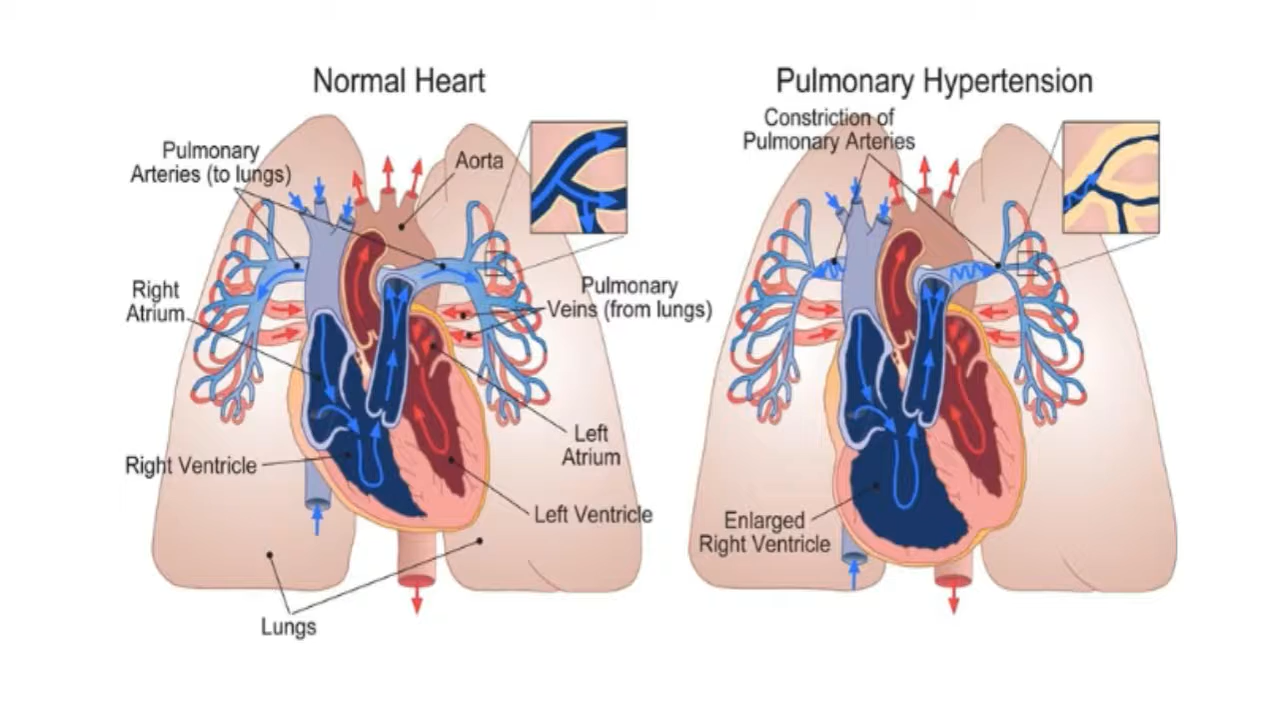 Normal Heart
Pulmonary
Arteries (to lungs)
Aorta
Right
Atrium
Pulmonary
Veins (from lungs)
Left
Atrium
Right Ventricle
Left Ventricle
Lungs
Pulmonary Hypertension
Constriction of
Pulmonary Arteries
Enlarged
Right Ventricle